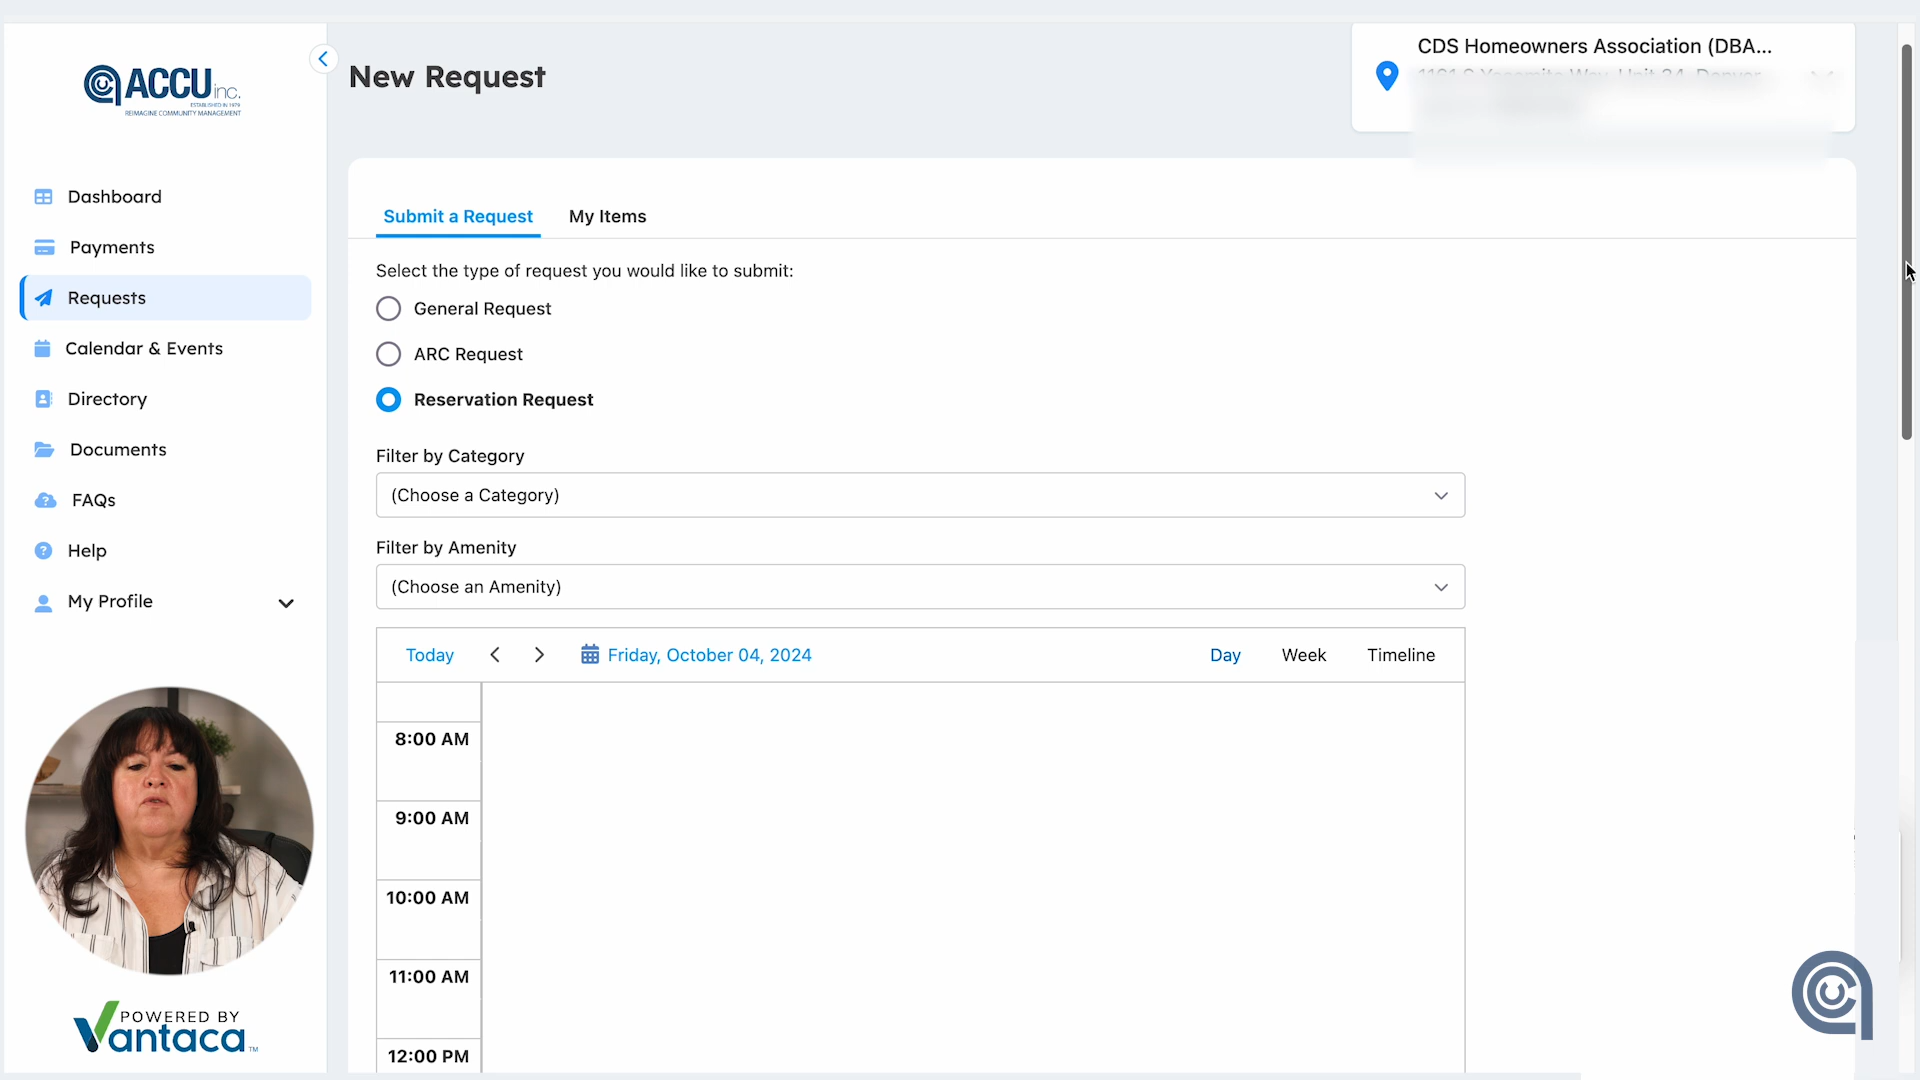 ACCU inc.
ESTABLISHED IN 1979
REIMAGINE COMMUNITY MANAGEMENT
New Request
CDS Homeowners Association (DBA...
Dashboard
Payments
Requests
Calendar & Events
Directory
Documents
FAQs
Help
My Profile
POWERED BY
Vantaca™
Submit a Request
My Items
Select the type of request you would like to submit:
General Request
ARC Request
Reservation Request
Filter by Category
(Choose a Category)
Filter by Amenity
(Choose an Amenity)
Today
Friday, October 04, 2024
Day
Week
Timeline
8:00 AM
9:00 AM
10:00 AM
11:00 AM
12:00 PM